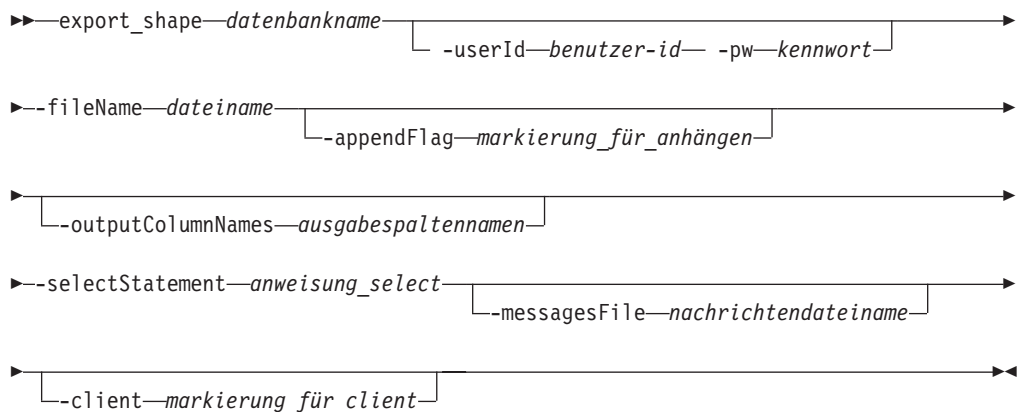 export_shape datenbankname
-userId benutzer-id -pw kennwort
-fileName dateiname
-appendFlag markierung_für_anhängen
-outputColumnNames ausgabespaltennamen
-selectStatement anweisung_select
-messagesFile nachrichtendateiname
-client markierung für client